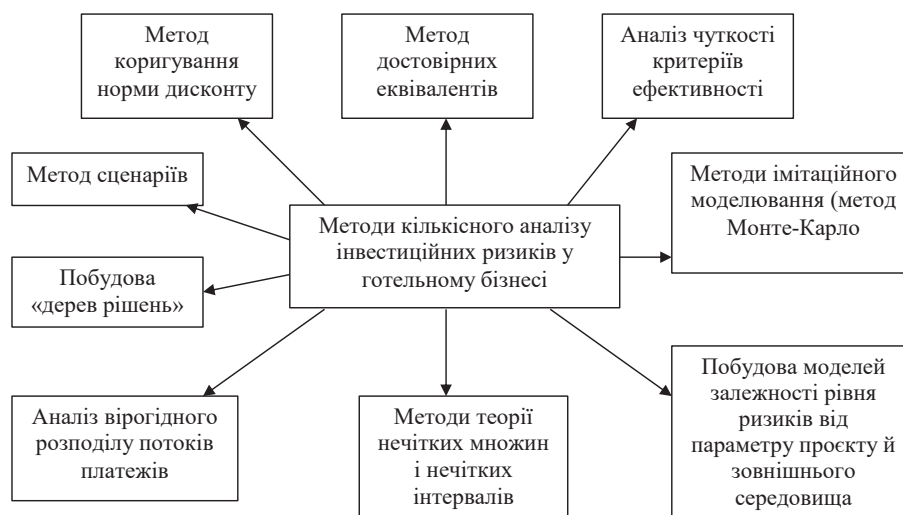 Метод
коригування
норми дисконту
Метод
достовірних
еквівалентів
Аналіз чуткості
критеріїв
ефективності
Метод сценаріїв
Методи кількісного аналізу
інвестиційних ризиків у
готельному бізнесі
Методи імітаційного
моделювання (метод
Монте-Карло
Побудова
«дерев рішень»
Аналіз вірогідного
розподілу потоків
платежів
Методи теорії
нечітких множин
і нечітких
інтервалів
Побудова моделей
залежності рівня
ризиків від
параметру проєкту й
зовнішнього
середовища